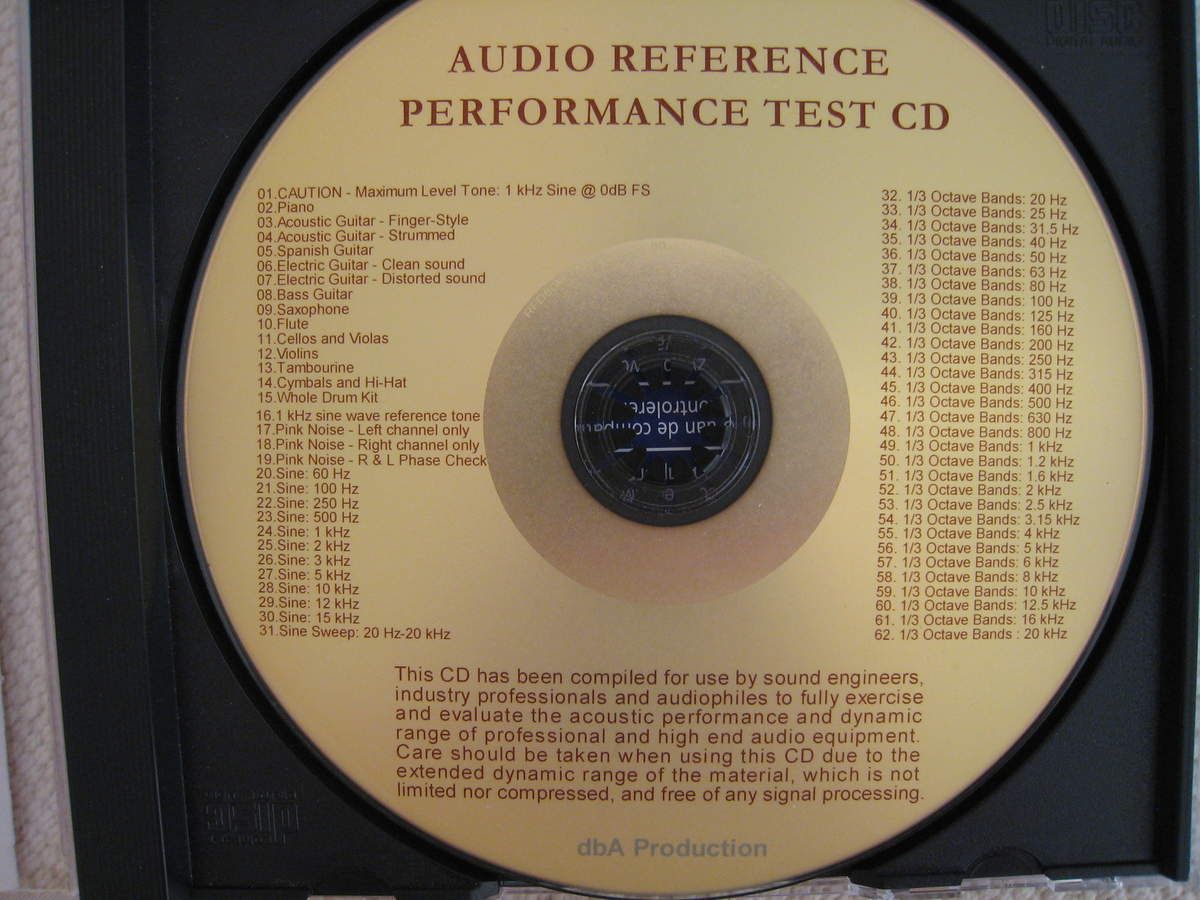 AUDIO REFERENCE
PERFORMANCE TEST CD
01.CAUTION - Maximum Level Tone: 1 kHz Sine @ 0dB FS
02.Piano
03.Acoustic Guitar - Finger-Style
04.Acoustic Guitar - Strummed
05.Spanish Guitar
06.Electric Guitar - Clean sound
07.Electric Guitar - Distorted sound
08.Bass Guitar
09.Saxophone
10.Flute
11.Cellos and Violas
12.Violins
13.Tambourine
14.Cymbals and Hi-Hat
15.Whole Drum Kit
16.1 kHz sine wave reference tone
17.Pink Noise - Left channel only
18.Pink Noise - Right channel only
19.Pink Noise - R & L Phase Check
20.Sine: 60 Hz
21.Sine: 100 Hz
22.Sine: 250 Hz
23.Sine: 500 Hz
24.Sine: 1 kHz
25.Sine: 2 kHz
26.Sine: 3 kHz
27.Sine: 5 kHz
28.Sine: 10 kHz
29.Sine: 12 kHz
30.Sine: 15 kHz
31.Sine Sweep: 20 Hz-20 kHz
32. 1/3 Octave Bands: 20 Hz
33. 1/3 Octave Bands: 25 Hz
34. 1/3 Octave Bands: 31.5 Hz
35. 1/3 Octave Bands: 40 Hz
36. 1/3 Octave Bands: 50 Hz
37. 1/3 Octave Bands: 63 Hz
38. 1/3 Octave Bands: 80 Hz
39. 1/3 Octave Bands: 100 Hz
40. 1/3 Octave Bands: 125 Hz
41. 1/3 Octave Bands: 160 Hz
42. 1/3 Octave Bands: 200 Hz
43. 1/3 Octave Bands: 250 Hz
44. 1/3 Octave Bands: 315 Hz
45. 1/3 Octave Bands: 400 Hz
46. 1/3 Octave Bands: 500 Hz
47. 1/3 Octave Bands: 630 Hz
48. 1/3 Octave Bands: 800 Hz
49. 1/3 Octave Bands: 1 kHz
50. 1/3 Octave Bands: 1.2 kHz
51. 1/3 Octave Bands: 1.6 kHz
52. 1/3 Octave Bands: 2 kHz
53. 1/3 Octave Bands: 2.5 kHz
54. 1/3 Octave Bands: 3.15 kHz
55. 1/3 Octave Bands: 4 kHz
56. 1/3 Octave Bands: 5 kHz
57. 1/3 Octave Bands: 6 kHz
58. 1/3 Octave Bands: 8 kHz
59. 1/3 Octave Bands: 10 kHz
60. 1/3 Octave Bands: 12.5 kHz
61. 1/3 Octave Bands: 16 kHz
62. 1/3 Octave Bands : 20 kHz
van de
This CD has been compiled for use by sound engineers,
industry professionals and audiophiles to fully exercise
and evaluate the acoustic performance and dynamic
range of professional and high end audio equipment.
Care should be taken when using this CD due to the
extended dynamic range of the material, which is not
limited nor compressed, and free of any signal processing.
dbA Production
DISC
DIGITAL AUDIO